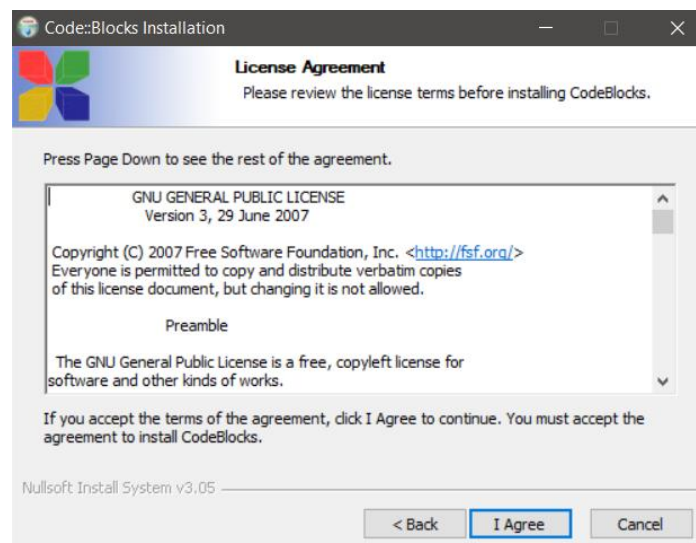 Code::Blocks Installation
License Agreement
Please review the license terms before installing CodeBlocks.
Press Page Down to see the rest of the agreement.
GNU GENERAL PUBLIC LICENSE
Version 3, 29 June 2007
Copyright (C) 2007 Free Software Foundation, Inc. <http://fsf.org/>
Everyone is permitted to copy and distribute verbatim copies
of this license document, but changing it is not allowed.
Preamble
The GNU General Public License is a free, copyleft license for
software and other kinds of works.
If you accept the terms of the agreement, click I Agree to continue. You must accept the
agreement to install CodeBlocks.
Nullsoft Install System v3.05
< Back I Agree Cancel